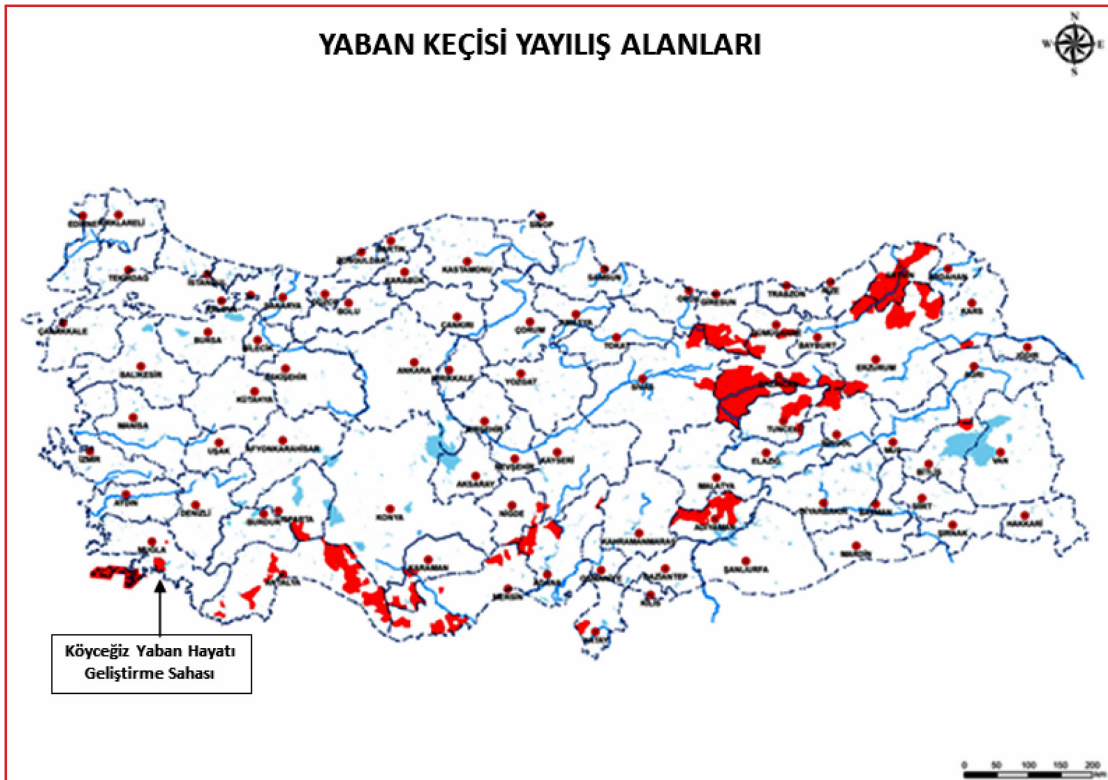 YABAN KEÇİSİ YAYILIŞ ALANLARI
N
W E
S
EDİRNE KIRKLARELİ
SİNOP
BARTIN
ZONGULDAK
KASTAMONU
KARABÜK
TEKİRDAĞ
İSTANBUL
SAMSUN
ARDAHAN
SAKARYA
BOLU
ORDU
GİRESUN
TRABZON
RİZE
KARS
ÇANAKKALE
BURSA
BİLECİK
ÇANKIRI
ÇORUM
AMASYA
TOKAT
BAYBURT
ERZURUM
IĞDIR
AĞRI
BALIKESİR
ESKİŞEHİR
ANKARA
KIRIKKALE
YOZGAT
SİVAS
KÜTAHYA
MANİSA
UŞAK
AFYONKARAHİSAR
KIRŞEHİR
TUNCELİ
BİNGÖL
MUŞ
VAN
İZMİR
NEVŞEHİR
KAYSERİ
ELAZIĞ
BİTLİS
AKSARAY
MALATYA
AYDIN
DENİZLİ
BURDUR
ISPARTA
KONYA
NİĞDE
ADIYAMAN
DİYARBAKIR
BATMAN
SİİRT
ŞIRNAK
HAKKARİ
MUĞLA
KAHRAMANMARAŞ
MARDİN
ANTALYA
KARAMAN
MERSİN
ADANA
OSMANİYE
GAZİANTEP
ŞANLIURFA
KİLİS
HATAY
Köyceğiz Yaban Hayatı
Geliştirme Sahası
0 50 100 150 200